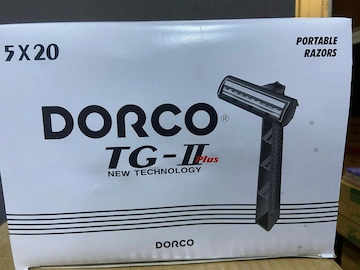 5X20
PORTABLE
RAZORS
DORCO®
TG-II Plus
NEW TECHNOLOGY
DORCO